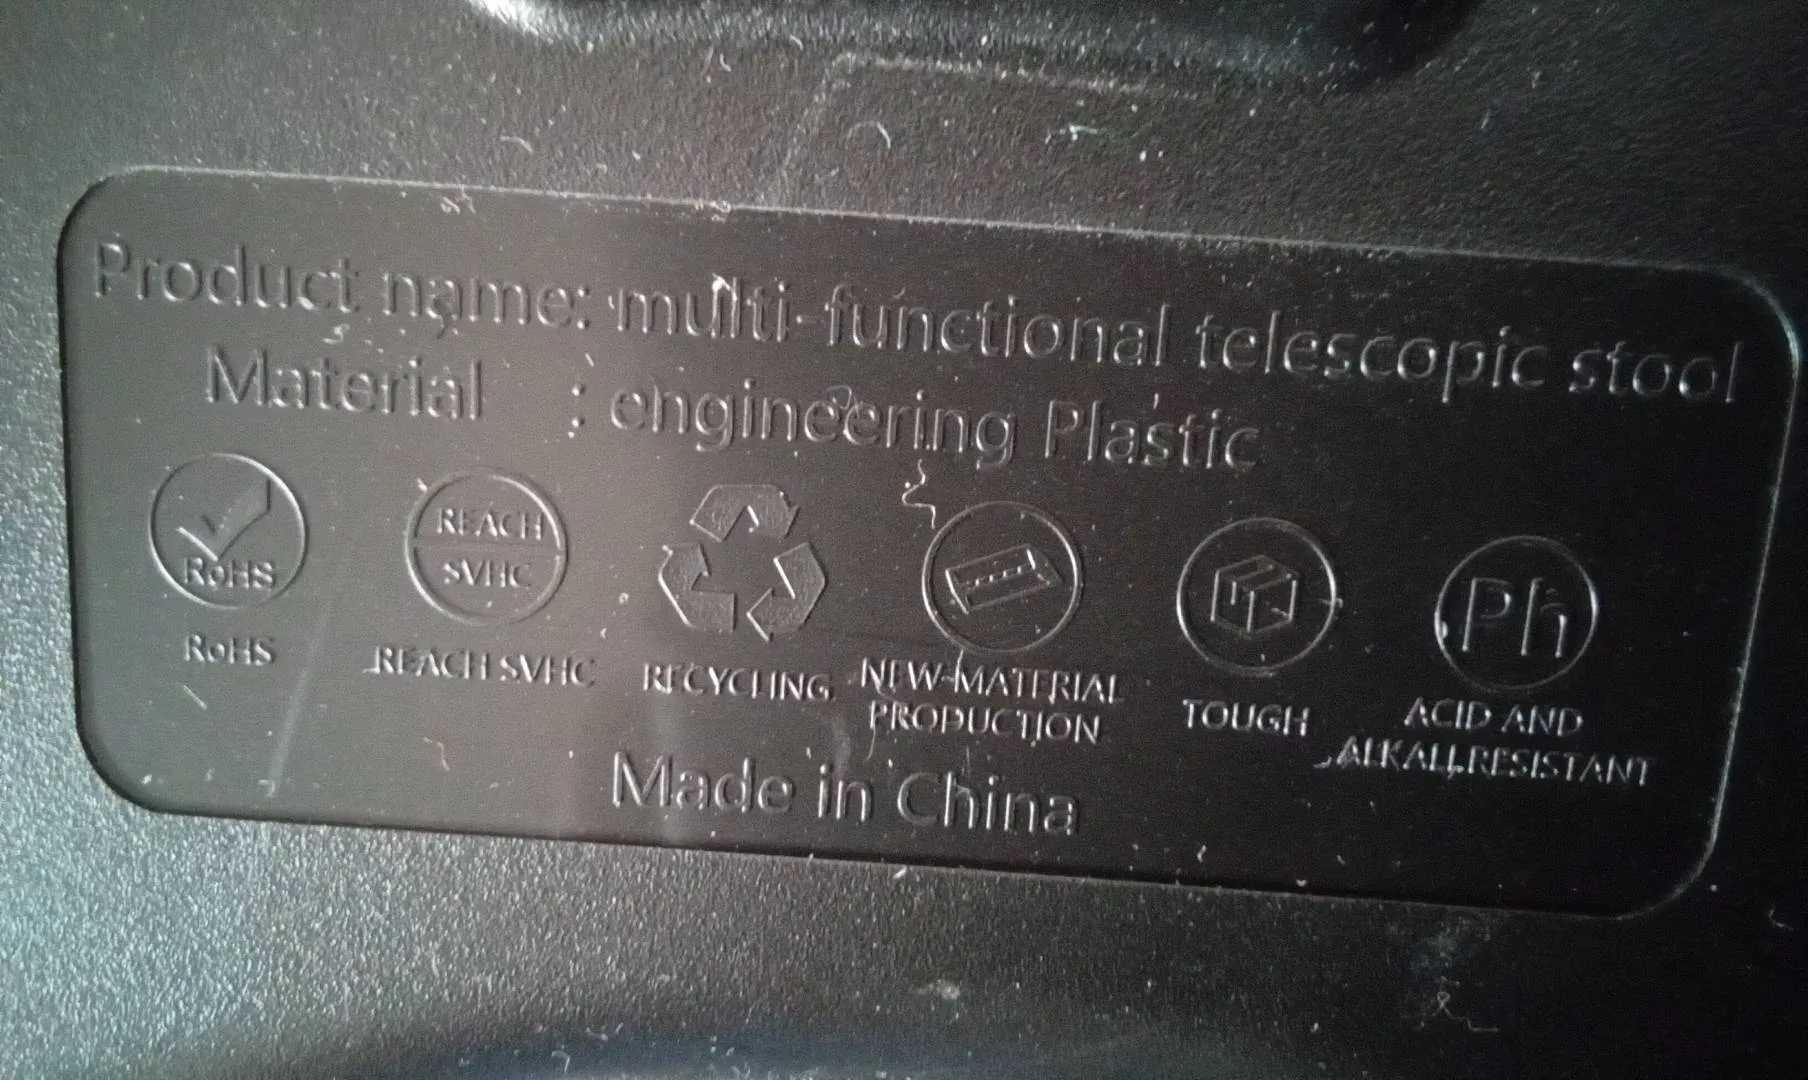 Product name: multi-functional telescopic stool
Material : engineering Plastic
RoHS
REACH
SVHC
Ph
RoHS
REACH SVHC
RECYCLING
NEW-MATERIAL
PRODUCTION
TOUGH
ACID AND
ALKALI.RESISTANT
Made in China